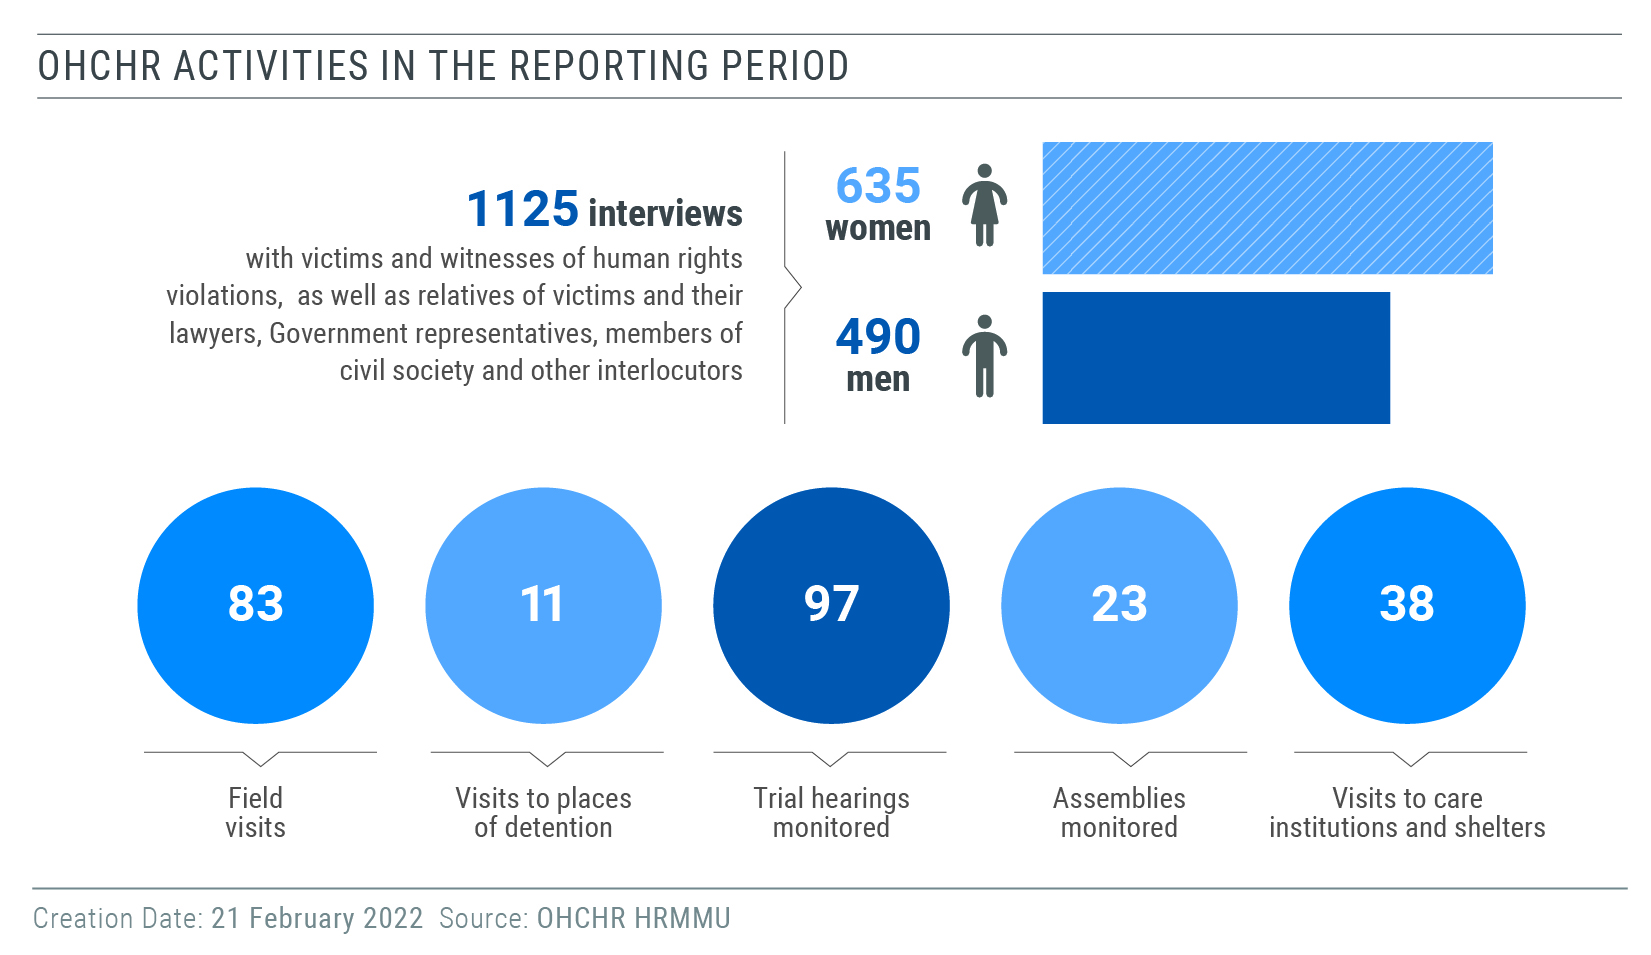 OHCHR ACTIVITIES IN THE REPORTING PERIOD
1125 interviews
with victims and witnesses of human rights
violations,  as well as relatives of victims and their
lawyers, Government representatives, members of
civil society and other interlocutors
635
women
490
men
83
Field
visits
11
Visits to places
of detention
97
Trial hearings
monitored
23
Assemblies
monitored
38
Visits to care
institutions and shelters
Creation Date: 21 February 2022  Source: OHCHR HRMMU